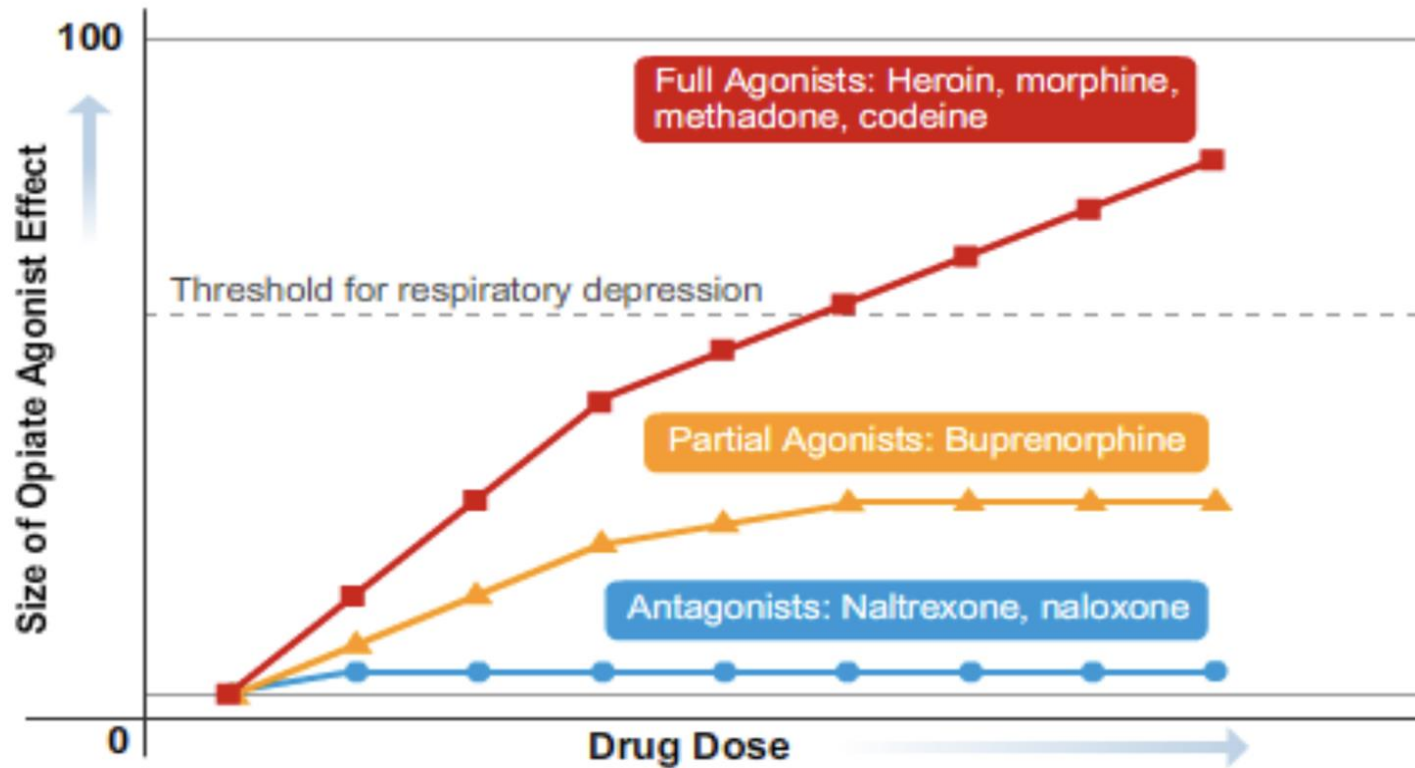 100
Full Agonists: Heroin, morphine,
methadone, codeine
Size of Opiate Agonist Effect
Threshold for respiratory depression
Partial Agonists: Buprenorphine
Antagonists: Naltrexone, naloxone
0
Drug Dose